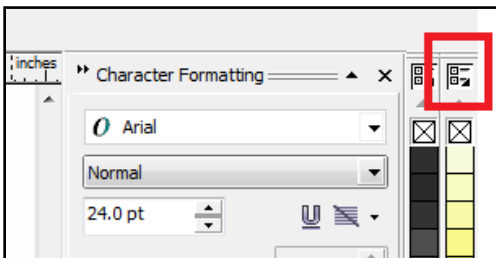 inches
Character Formatting
O Arial
Normal
24.0 pt
U